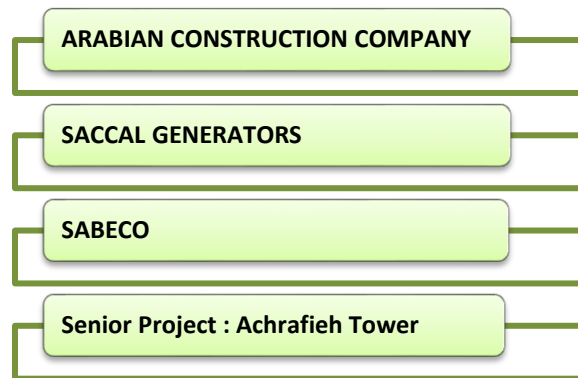 ARABIAN CONSTRUCTION COMPANY
SACCAL GENERATORS
SABECO
Senior Project : Achrafieh Tower